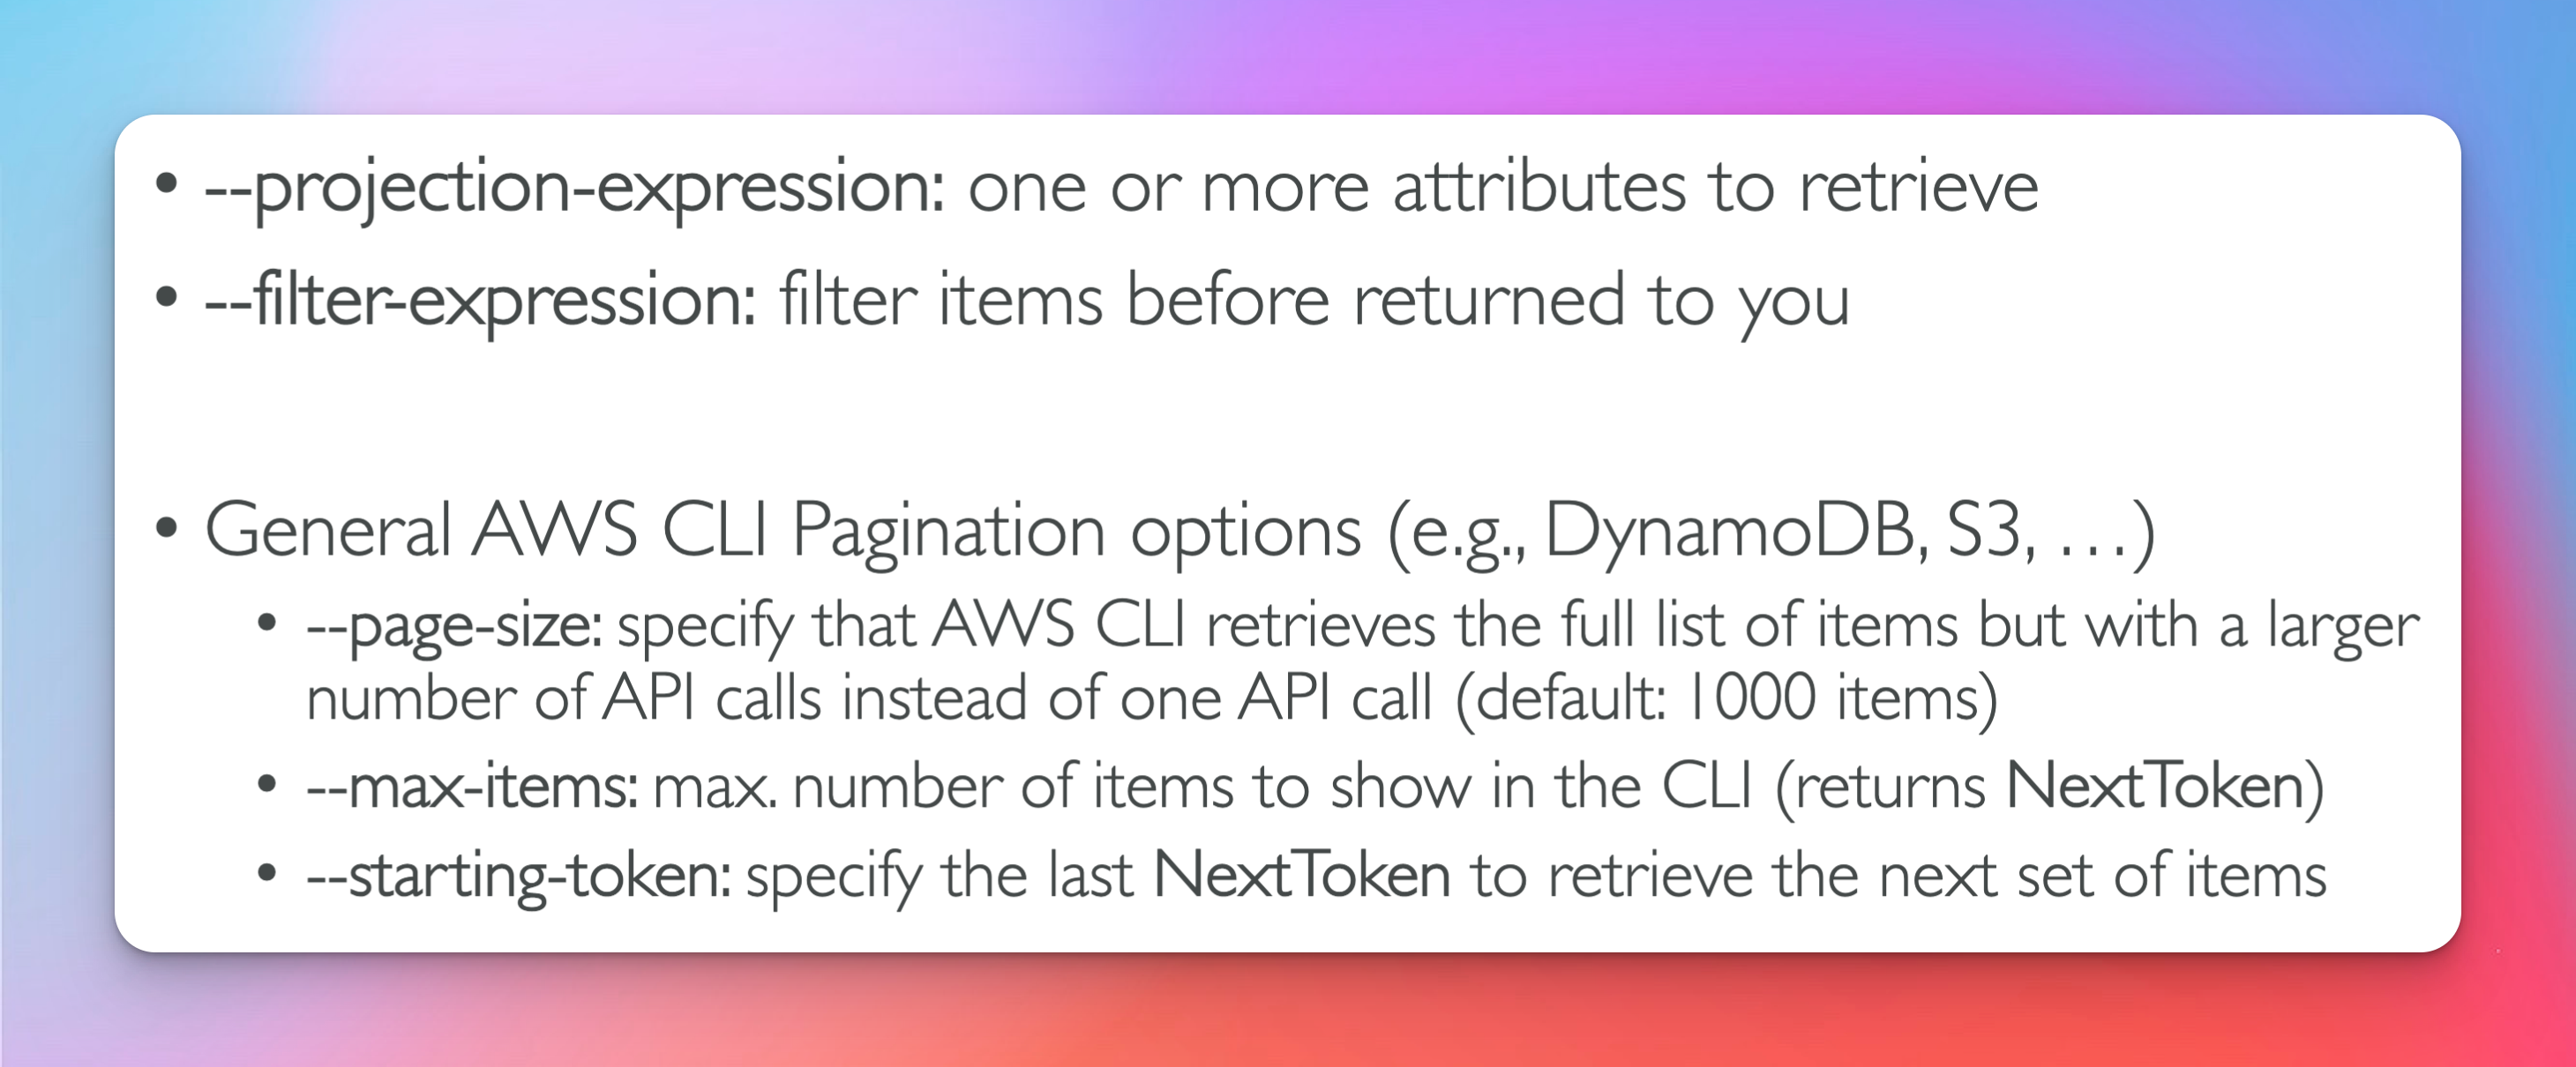 • --projection-expression: one or more attributes to retrieve
• --filter-expression: filter items before returned to you
• General AWS CLI Pagination options (e.g., DynamoDB, S3, …)
• --page-size: specify that AWS CLI retrieves the full list of items but with a larger
number of API calls instead of one API call (default: 1000 items)
• --max-items: max. number of items to show in the CLI (returns NextToken)
• --starting-token: specify the last NextToken to retrieve the next set of items